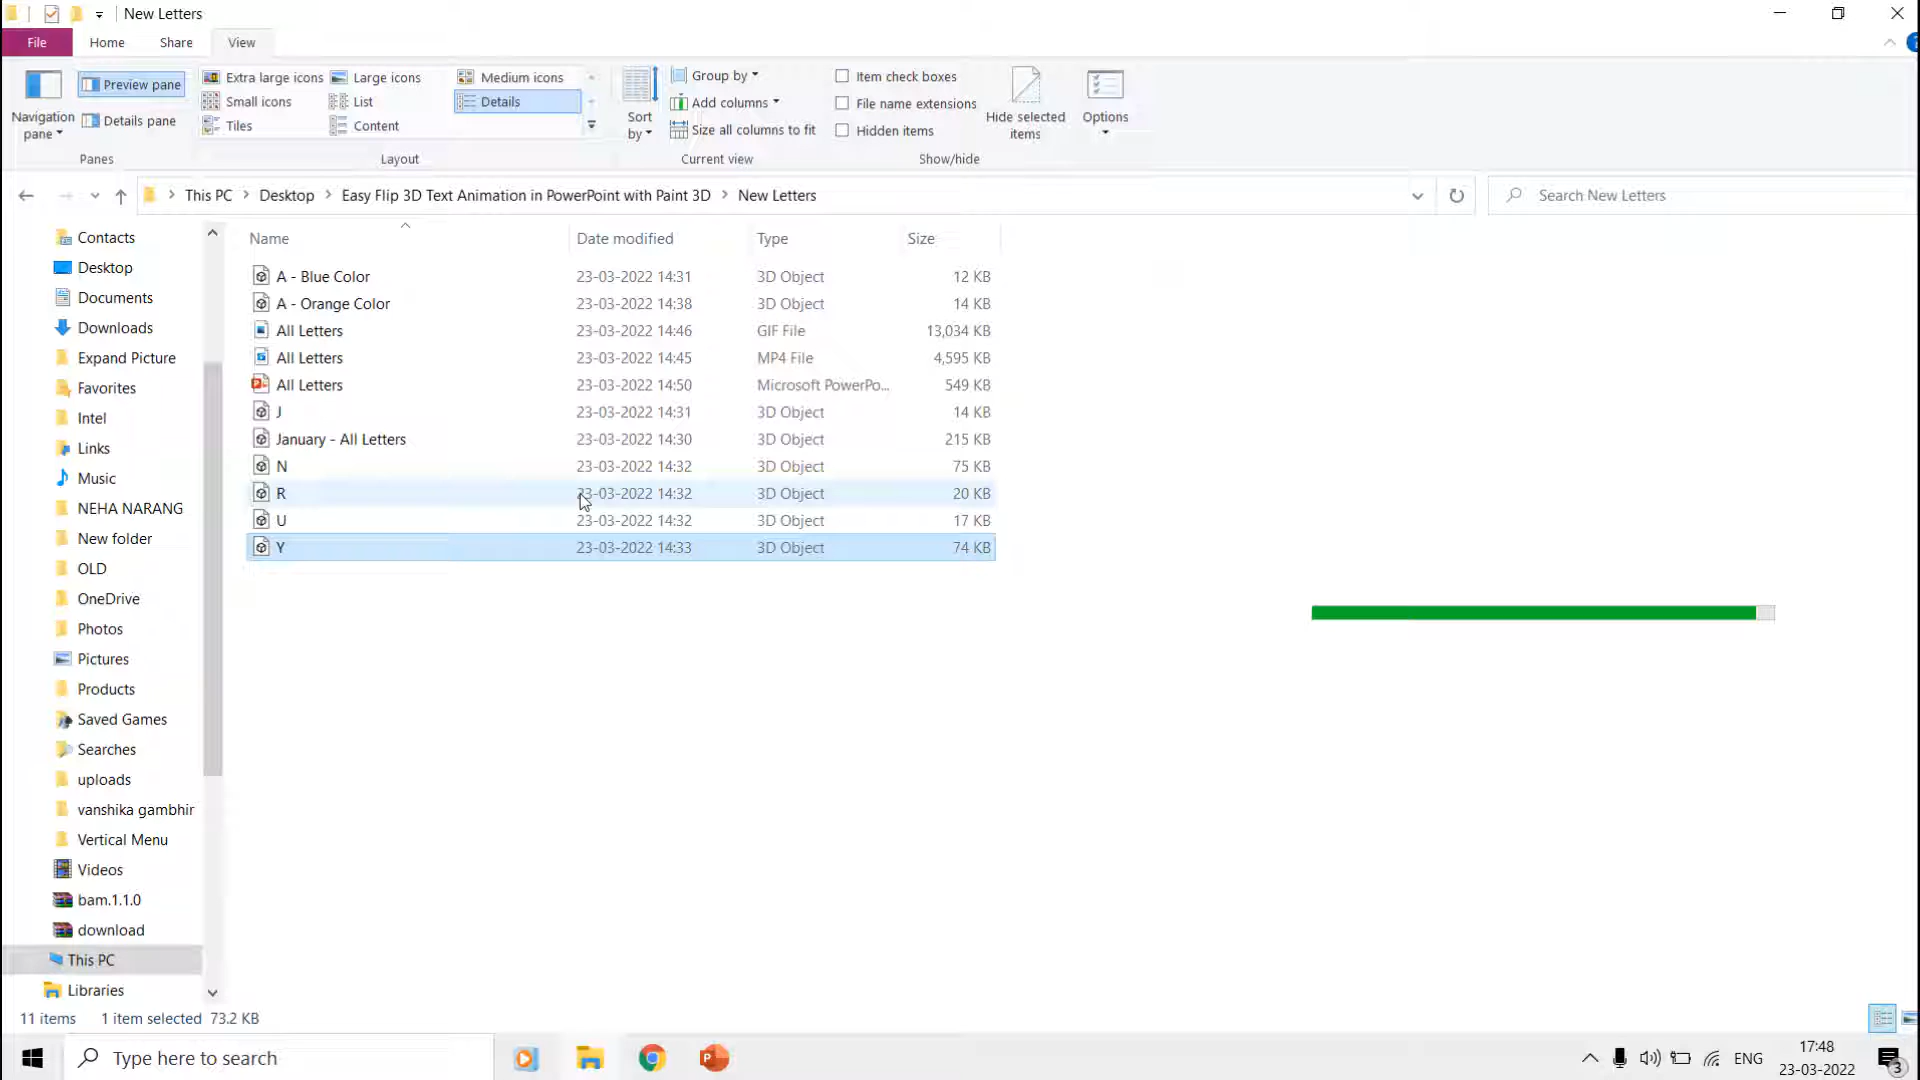 New Letters
File Home Share View
Preview pane
Details pane
Navigation pane
Panes
Extra large icons Large icons Medium icons
Small icons List Details
Tiles Content
Layout
Sort by
Group by
Add columns
Size all columns to fit
Current view
Item check boxes
File name extensions
Hidden items
Hide selected items
Show/hide
Options
This PC Desktop Easy Flip 3D Text Animation in PowerPoint with Paint 3D New Letters
Search New Letters
Contacts
Desktop
Documents
Downloads
Expand Picture
Favorites
Intel
Links
Music
NEHA NARANG
New folder
OLD
OneDrive
Photos
Pictures
Products
Saved Games
Searches
uploads
vanshika gambhir
Vertical Menu
Videos
bam.1.1.0
download
This PC
Libraries
Name Date modified Type Size
A - Blue Color 23-03-2022 14:31 3D Object 12 KB
A - Orange Color 23-03-2022 14:38 3D Object 14 KB
All Letters 23-03-2022 14:46 GIF File 13,034 KB
All Letters 23-03-2022 14:45 MP4 File 4,595 KB
All Letters 23-03-2022 14:50 Microsoft PowerPo... 549 KB
J 23-03-2022 14:31 3D Object 14 KB
January - All Letters 23-03-2022 14:30 3D Object 215 KB
N 23-03-2022 14:32 3D Object 75 KB
R 23-03-2022 14:32 3D Object 20 KB
U 23-03-2022 14:32 3D Object 17 KB
Y 23-03-2022 14:33 3D Object 74 KB
11 items 1 item selected 73.2 KB
Type here to search
ENG
17:48
23-03-2022
3